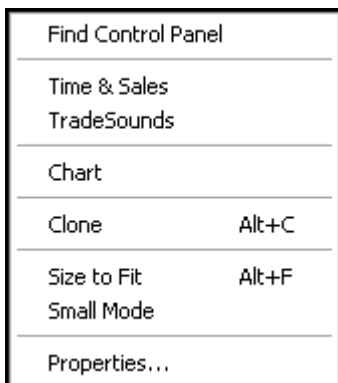 Find Control Panel
Time & Sales
TradeSounds
Chart
Clone Alt+C
Size to Fit Alt+F
Small Mode
Properties...